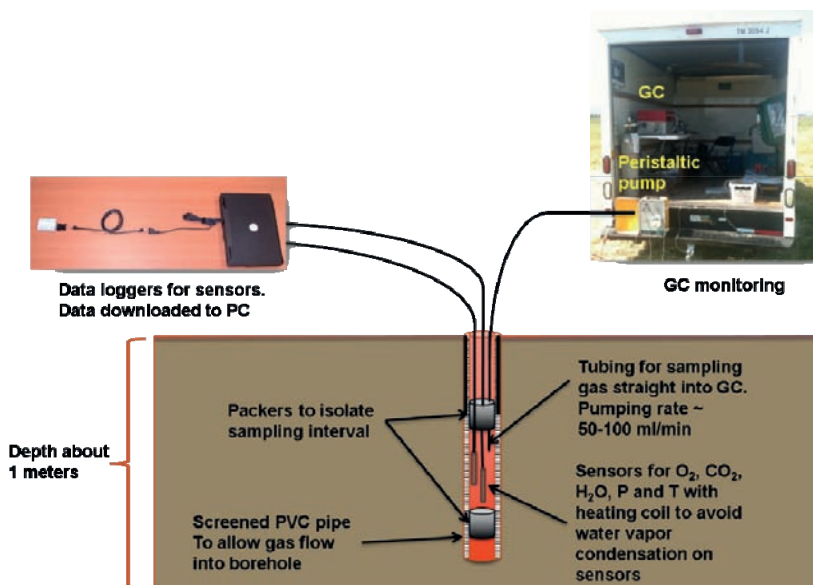 TM 3094 J
GC
Peristaltic
pump
Data loggers for sensors.
Data downloaded to PC
GC monitoring
Packers to isolate
sampling interval
Tubing for sampling
gas straight into GC.
Pumping rate ~
50-100 ml/min
Depth about
1 meters
Sensors for O₂, CO₂,
H₂O, P and T with
heating coil to avoid
water vapor
condensation on
sensors
Screened PVC pipe
To allow gas flow
into borehole